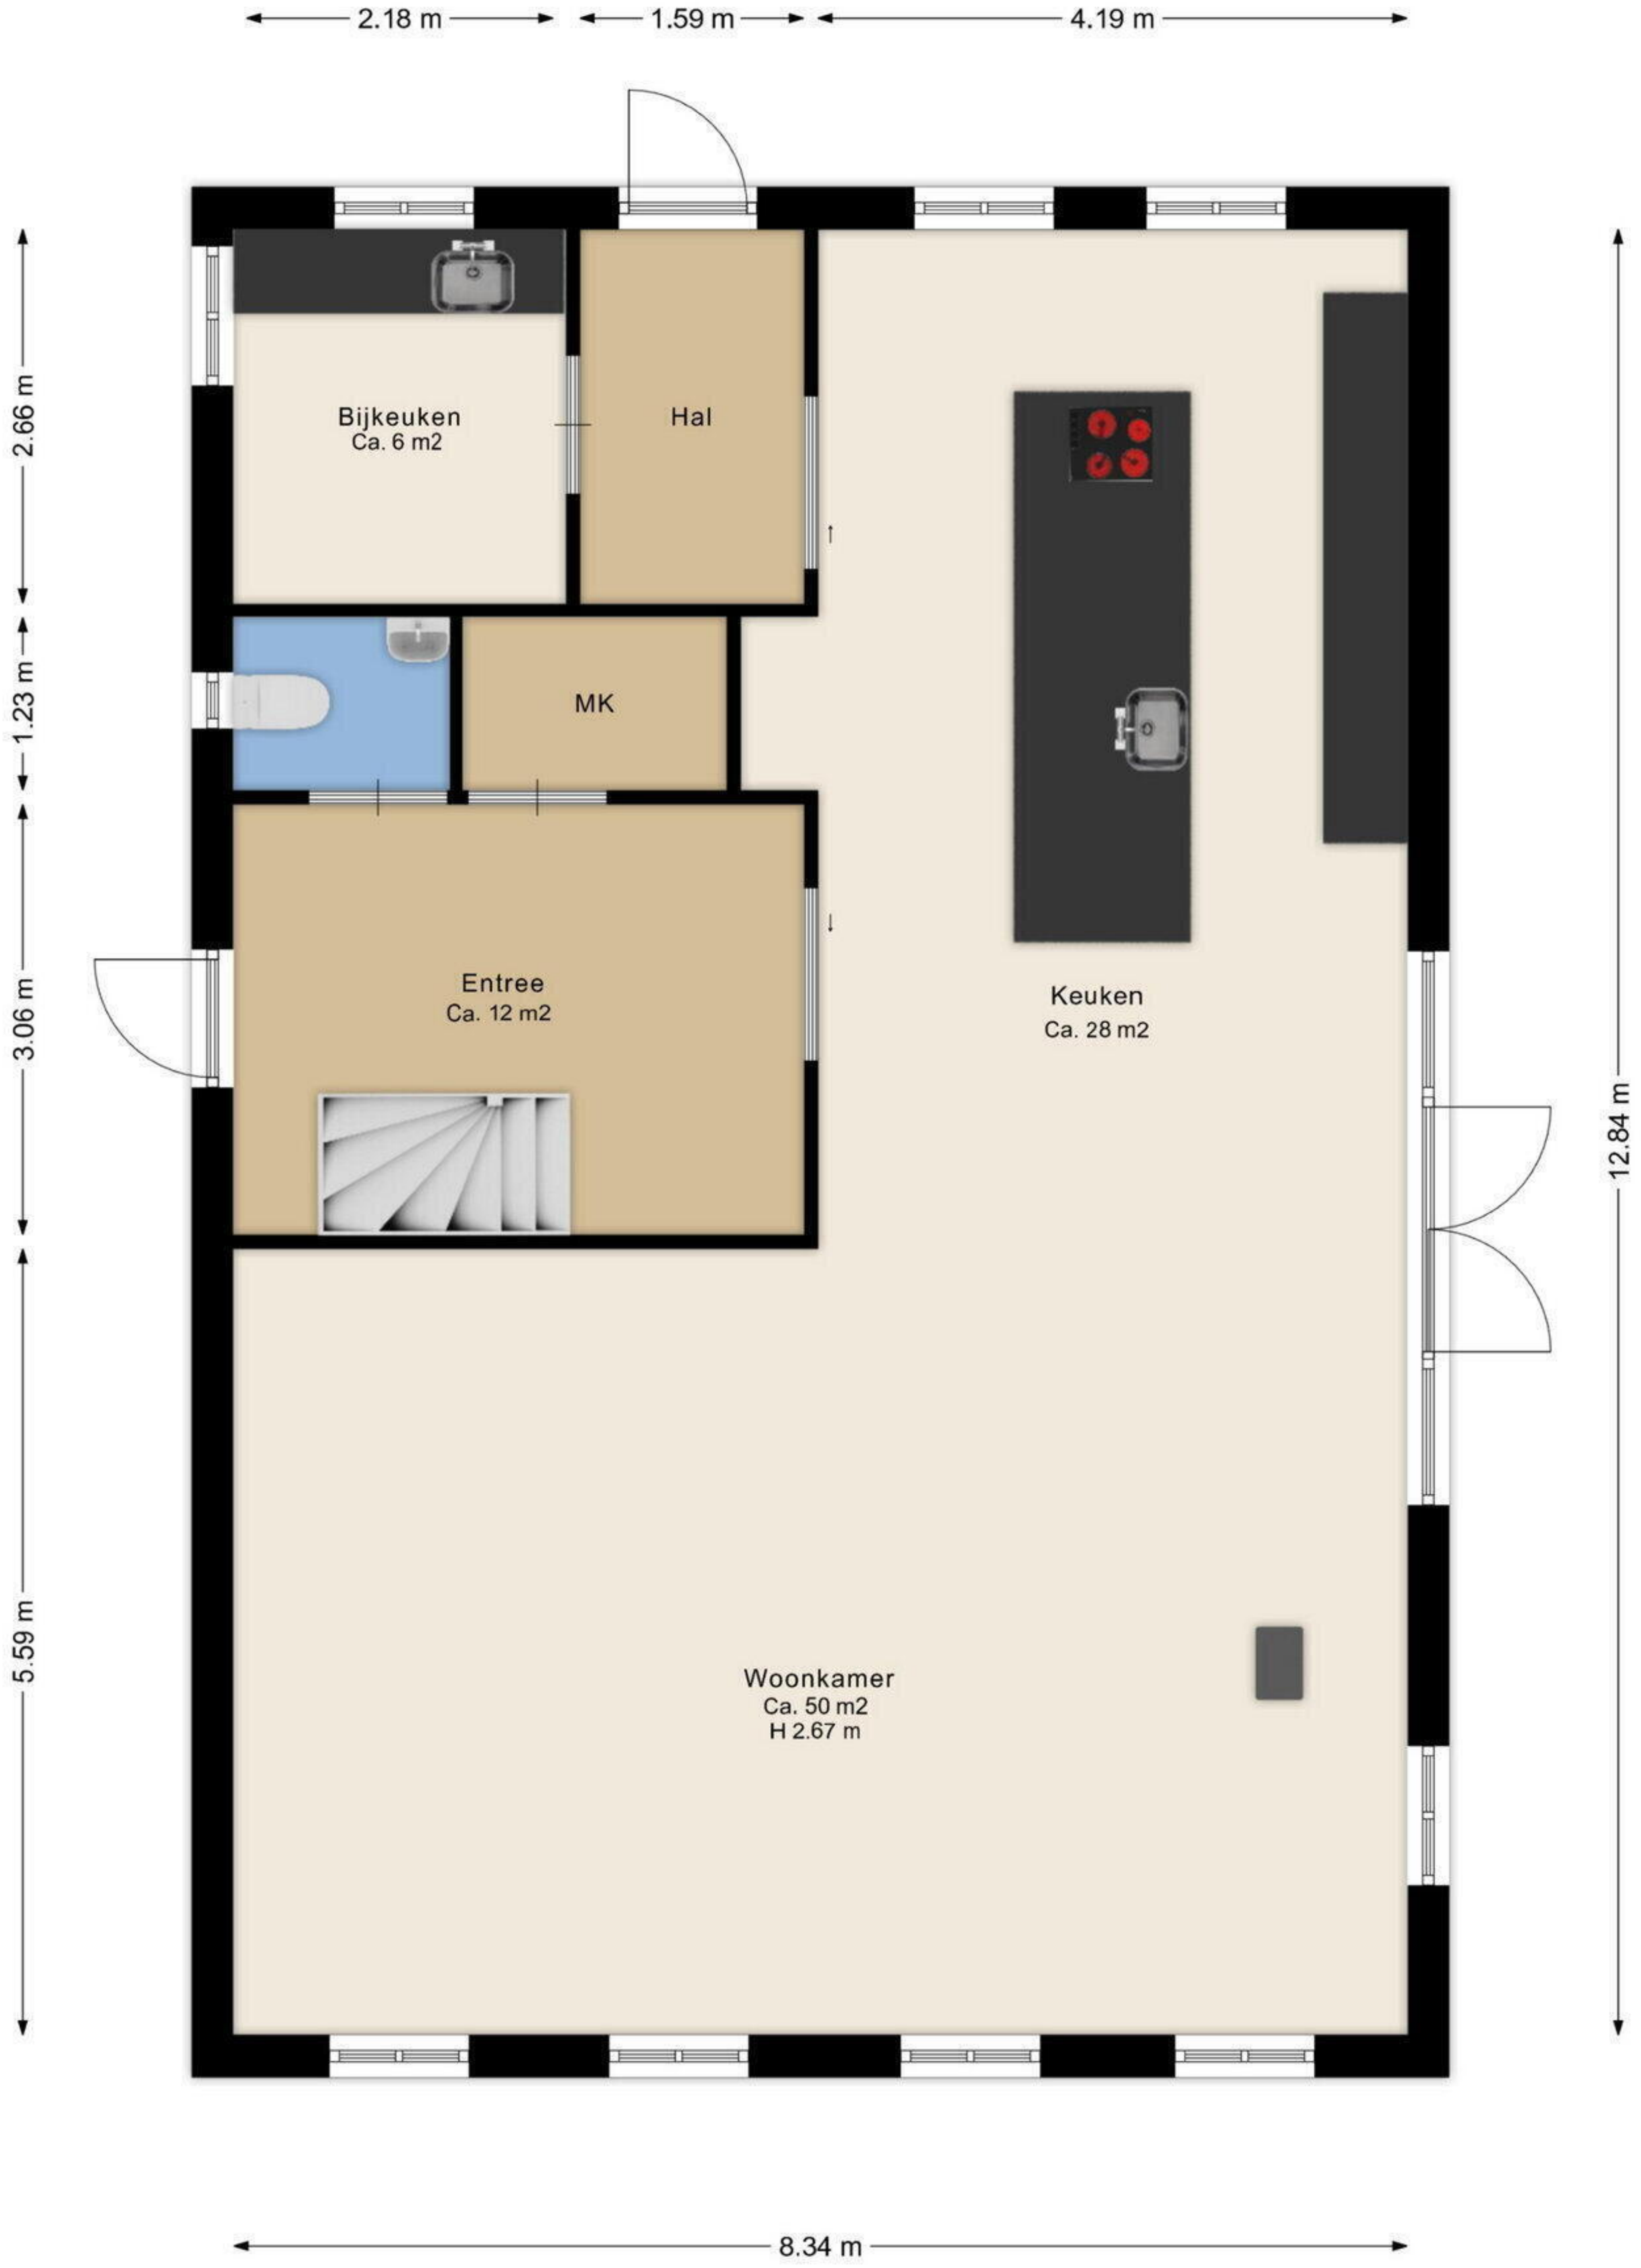 2.18 m
1.59 m
4.19 m
2.66 m
Bijkeuken
Ca. 6 m2
Hal
1.23 m
MK
3.06 m
Entree
Ca. 12 m2
Keuken
Ca. 28 m2
12.84 m
5.59 m
Woonkamer
Ca. 50 m2
H 2.67 m
8.34 m